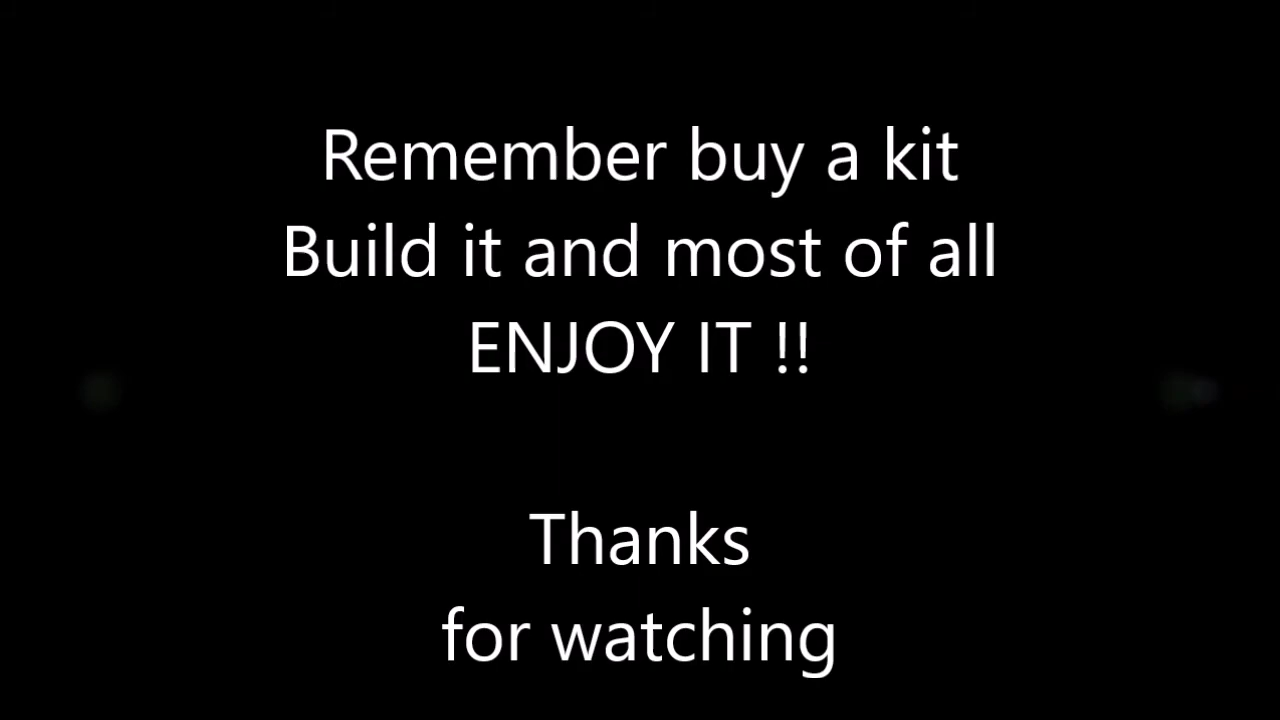 Remember buy a kit
Build it and most of all
ENJOY IT !!
Thanks
for watching